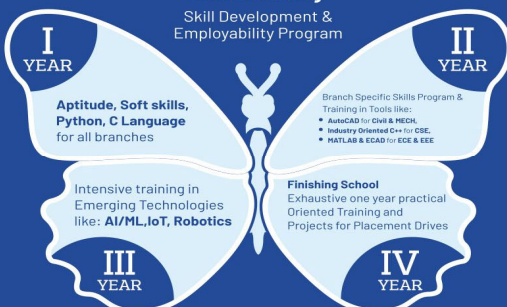 Skill Development &
Employability Program
I
YEAR
Aptitude, Soft skills,
Python, C Language
for all branches
II
YEAR
Branch Specific Skills Program &
Training in Tools like:
• AutoCAD for Civil & MECH,
• Industry Oriented C++ for CSE,
• MATLAB & ECAD for ECE & EEE
Intensive training in
Emerging Technologies
like: AI/ML,IoT, Robotics
III
YEAR
Finishing School
Exhaustive one year practical
Oriented Training and
Projects for Placement Drives
IV
YEAR